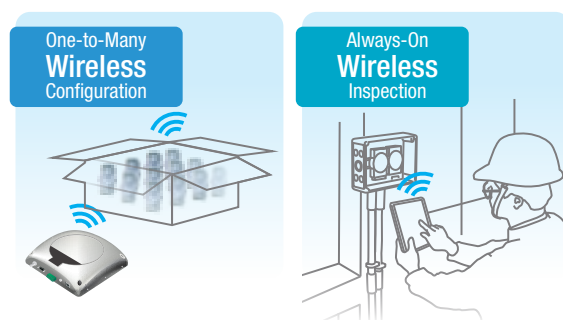 One-to-Many
Wireless
Configuration
Always-On
Wireless
Inspection